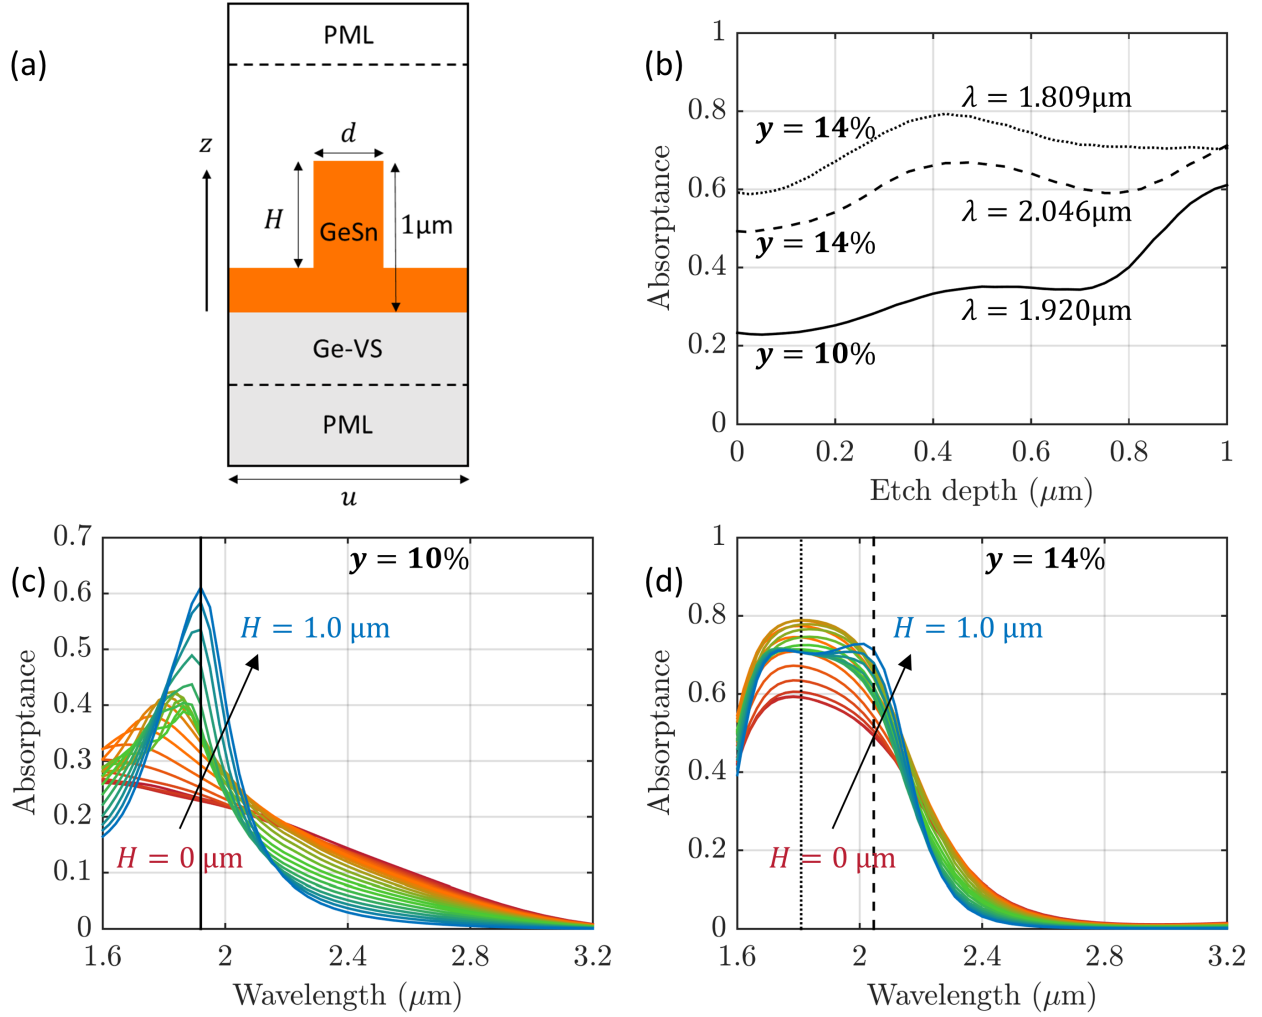 (a)
PML
z
d
H
GeSn
1μm
Ge-VS
PML
u
(b)
1
0.8
0.6
0.4
0.2
0
Absorptance
λ = 1.809μm
y = 14%
λ = 2.046μm
y = 14%
λ = 1.920μm
y = 10%
0 0.2 0.4 0.6 0.8 1
Etch depth (μm)
(c)
0.7
0.6
0.5
0.4
0.3
0.2
0.1
0
Absorptance
y = 10%
H = 1.0 μm
H = 0 μm
1.6 2 2.4 2.8 3.2
Wavelength (μm)
(d)
1
0.8
0.6
0.4
0.2
0
Absorptance
y = 14%
H = 1.0 μm
H = 0 μm
1.6 2 2.4 2.8 3.2
Wavelength (μm)